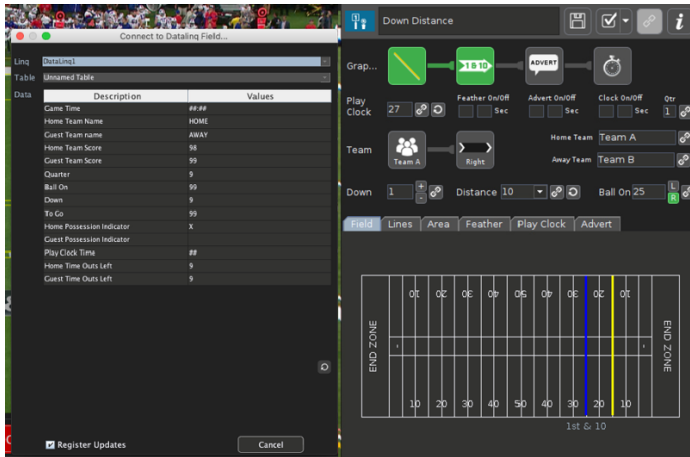 Connect to Datalinq Field...
Linq DataLinq1
Table Unnamed Table
Data Description Values
Game Time ##:##
Home Team Name HOME
Guest Team name AWAY
Home Team Score 98
Guest Team Score 99
Quarter 9
Ball On 99
Down 9
To Go 99
Home Possession Indicator X
Guest Possession Indicator
Play Clock Time ##
Home Time Outs Left 9
Guest Time Outs Left 9
Register Updates Cancel
Down Distance
Grap... 1&10 ADVERT
Play Clock 27 Feather On/Off Sec Advert On/Off Clock On/Off Sec Qtr 1
Team Team A Right Home Team Team A
Away Team Team B
Down 1 + - Distance 10 Ball On 25 L R
Field Lines Area Feather Play Clock Advert
10 20 30 40 50 40 30 20 10
END ZONE END ZONE
10 20 30 40 50 40 30 20 10
1st & 10